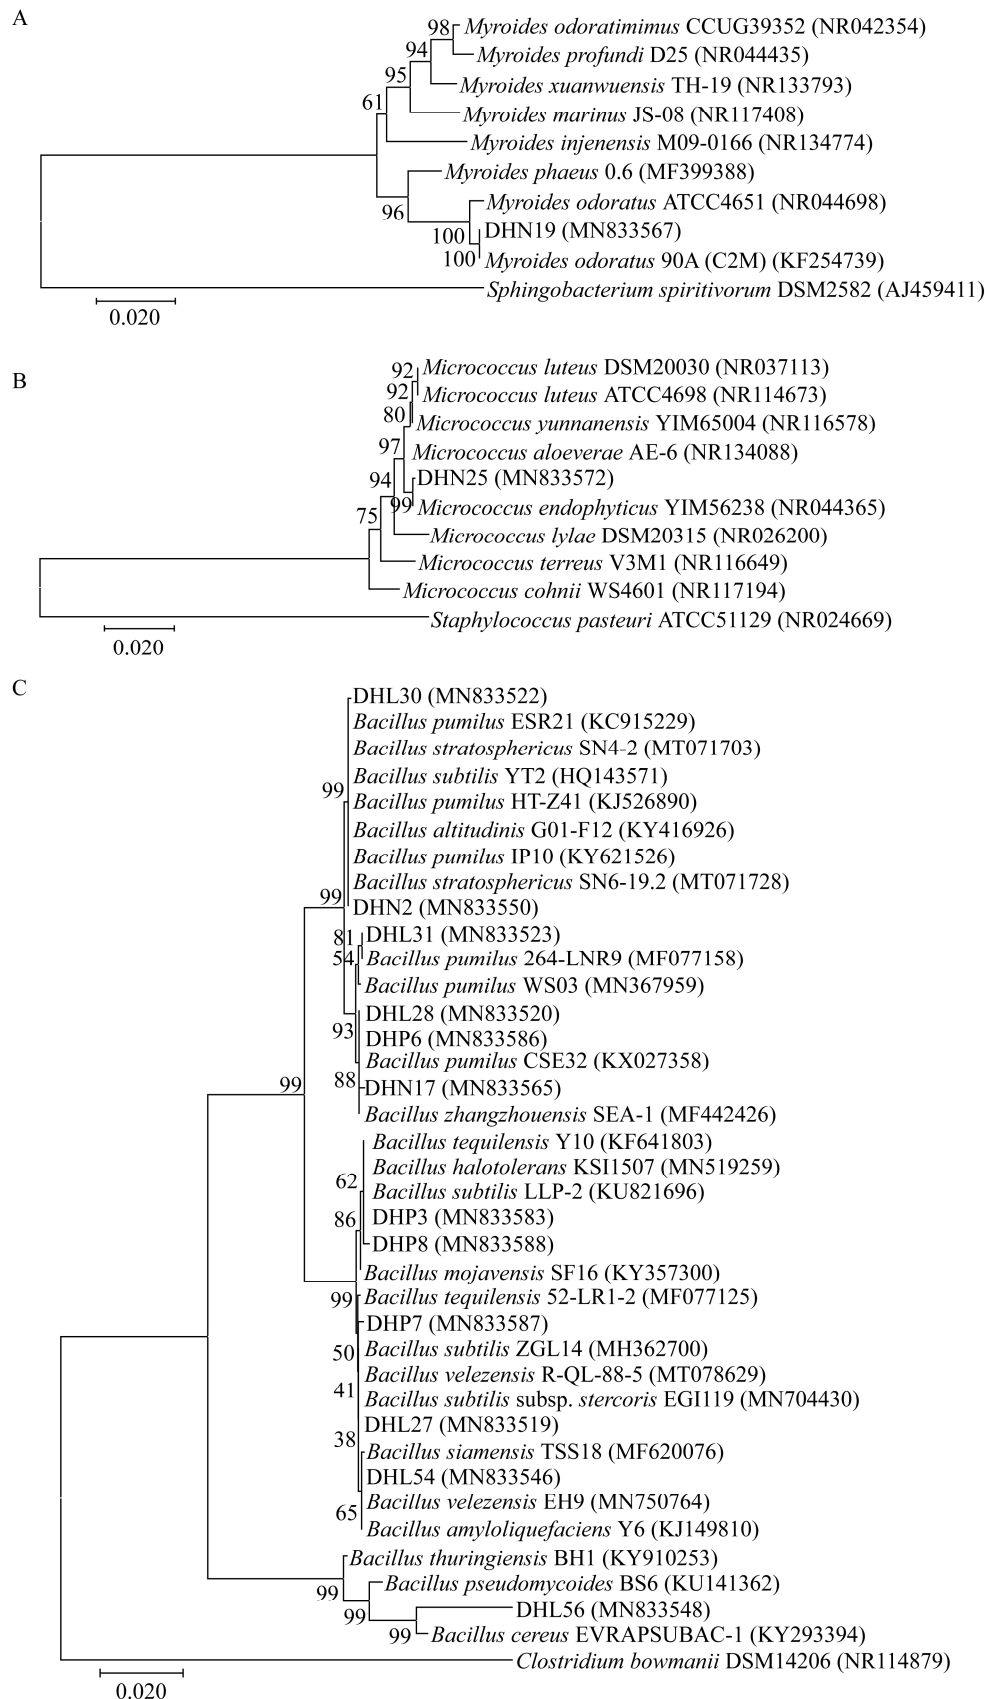 A
98 Myroides odoratimimus CCUG39352 (NR042354)
94 Myroides profundi D25 (NR044435)
95 Myroides xuanwuensis TH-19 (NR133793)
61 Myroides marinus JS-08 (NR117408)
Myroides injenensis M09-0166 (NR134774)
Myroides phaeus 0.6 (MF399388)
96 Myroides odoratus ATCC4651 (NR044698)
100 DHN19 (MN833567)
100 Myroides odoratus 90A (C2M) (KF254739)
Sphingobacterium spiritivorum DSM2582 (AJ459411)
0.020
B
92 Micrococcus luteus DSM20030 (NR037113)
92 Micrococcus luteus ATCC4698 (NR114673)
80 Micrococcus yunnanensis YIM65004 (NR116578)
97 Micrococcus aloeverae AE-6 (NR134088)
94 DHN25 (MN833572)
99 Micrococcus endophyticus YIM56238 (NR044365)
75 Micrococcus lylae DSM20315 (NR026200)
Micrococcus terreus V3M1 (NR116649)
Micrococcus cohnii WS4601 (NR117194)
Staphylococcus pasteuri ATCC51129 (NR024669)
0.020
C
DHL30 (MN833522)
Bacillus pumilus ESR21 (KC915229)
Bacillus stratosphericus SN4-2 (MT071703)
Bacillus subtilis YT2 (HQ143571)
99 Bacillus pumilus HT-Z41 (KJ526890)
Bacillus altitudinis G01-F12 (KY416926)
Bacillus pumilus IP10 (KY621526)
Bacillus stratosphericus SN6-19.2 (MT071728)
99 DHN2 (MN833550)
81 DHL31 (MN833523)
54 Bacillus pumilus 264-LNR9 (MF077158)
Bacillus pumilus WS03 (MN367959)
DHL28 (MN833520)
93 DHP6 (MN833586)
Bacillus pumilus CSE32 (KX027358)
99 88 DHN17 (MN833565)
Bacillus zhangzhouensis SEA-1 (MF442426)
Bacillus tequilensis Y10 (KF641803)
Bacillus halotolerans KSI1507 (MN519259)
62 Bacillus subtilis LLP-2 (KU821696)
86 DHP3 (MN833583)
DHP8 (MN833588)
Bacillus mojavensis SF16 (KY357300)
99 Bacillus tequilensis 52-LR1-2 (MF077125)
DHP7 (MN833587)
50 Bacillus subtilis ZGL14 (MH362700)
Bacillus velezensis R-QL-88-5 (MT078629)
41 Bacillus subtilis subsp. stercoris EGI119 (MN704430)
DHL27 (MN833519)
38 Bacillus siamensis TSS18 (MF620076)
DHL54 (MN833546)
65 Bacillus velezensis EH9 (MN750764)
Bacillus amyloliquefaciens Y6 (KJ149810)
Bacillus thuringiensis BH1 (KY910253)
99 Bacillus pseudomycoides BS6 (KU141362)
99 DHL56 (MN833548)
99 Bacillus cereus EVRAPSUBAC-1 (KY293394)
Clostridium bowmanii DSM14206 (NR114879)
0.020